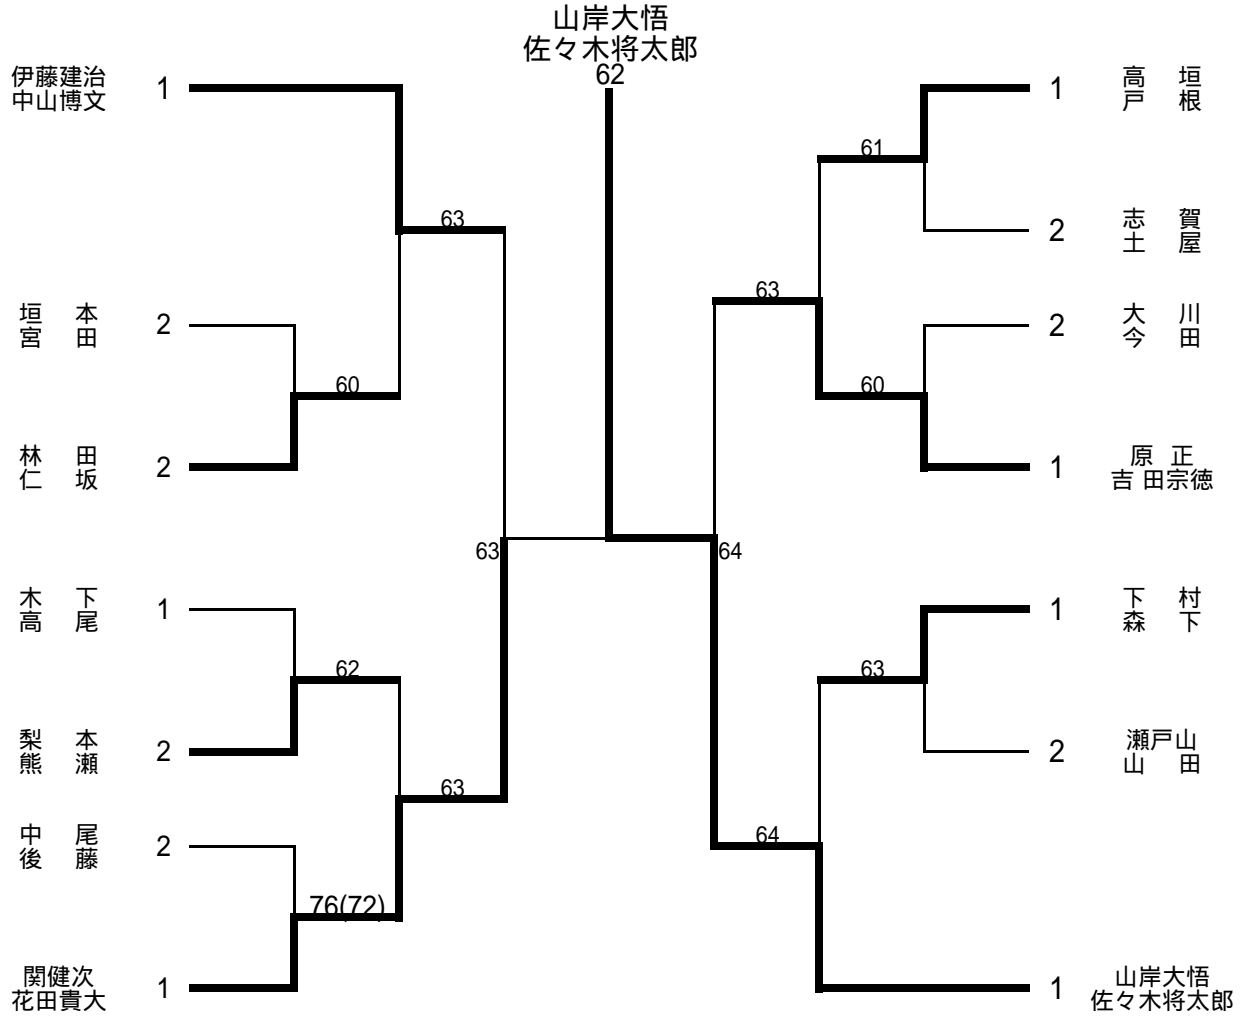 山岸大悟
佐々木将太郎
62
伊藤建治
中山博文
1
63
垣 本
宮 田
2
60
林 田
仁 坂
2
63
木 下
高 尾
1
62
梨 本
熊 瀬
2
63
中 尾
後 藤
2
76(72)
関健次
花田貴大
1
1
高 垣
戸 根
61
2
志 賀
土 屋
63
2
大 川
今 田
60
1
原 正
吉 田宗徳
64
1
下 村
森 下
63
2
瀬戸山
山 田
64
1
山岸大悟
佐々木将太郎